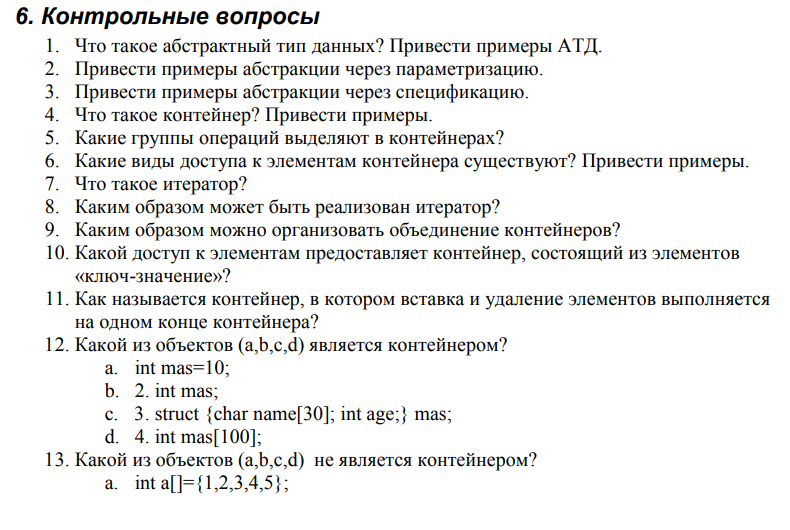 6. Контрольные вопросы
1. Что такое абстрактный тип данных? Привести примеры АТД.
2. Привести примеры абстракции через параметризацию.
3. Привести примеры абстракции через спецификацию.
4. Что такое контейнер? Привести примеры.
5. Какие группы операций выделяют в контейнерах?
6. Какие виды доступа к элементам контейнера существуют? Привести примеры.
7. Что такое итератор?
8. Каким образом может быть реализован итератор?
9. Каким образом можно организовать объединение контейнеров?
10. Какой доступ к элементам предоставляет контейнер, состоящий из элементов
«ключ-значение»?
11. Как называется контейнер, в котором вставка и удаление элементов выполняется
на одном конце контейнера?
12. Какой из объектов (a,b,c,d) является контейнером?
a. int mas=10;
b. 2. int mas;
c. 3. struct {char name[30]; int age;} mas;
d. 4. int mas[100];
13. Какой из объектов (a,b,c,d) не является контейнером?
a. int a[]={1,2,3,4,5};